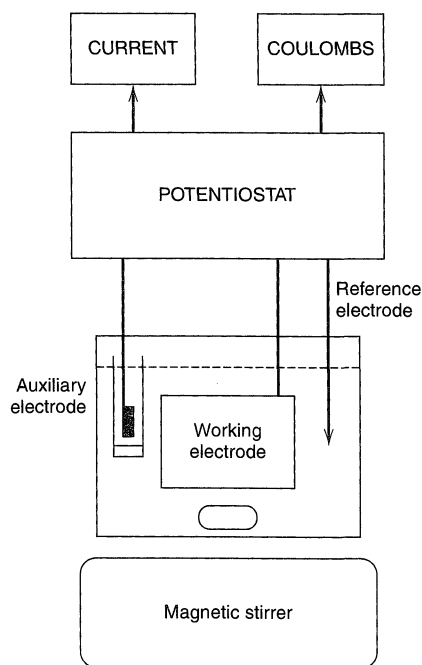 CURRENT
COULOMBS
POTENTIOSTAT
Reference
electrode
Auxiliary
electrode
Working
electrode
Magnetic stirrer